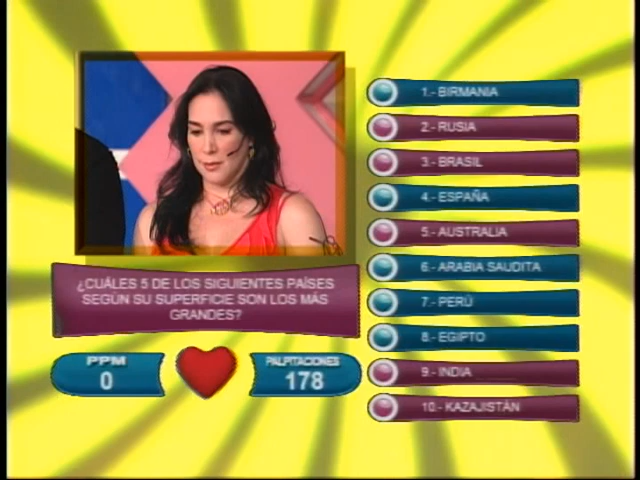 ¿CUÁLES 5 DE LOS SIGUIENTES PAÍSES
SEGÚN SU SUPERFICIE SON LOS MÁS
GRANDES?
PPM
0
PALPITACIONES
178
1.- BIRMANIA
2.- RUSIA
3.- BRASIL
4.- ESPAÑA
5.- AUSTRALIA
6.- ARABIA SAUDITA
7.- PERÚ
8.- EGIPTO
9.- INDIA
10.- KAZAJISTÁN